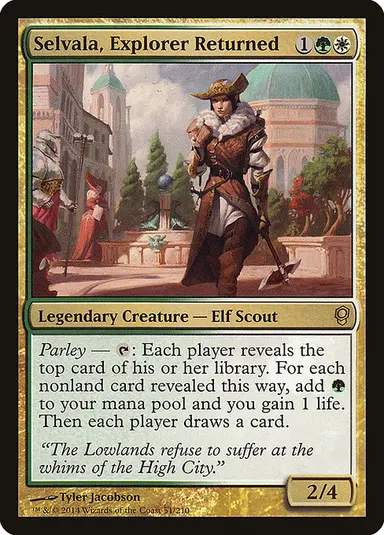 Selvala, Explorer Returned 1
Legendary Creature — Elf Scout
Parley — : Each player reveals the
top card of his or her library. For each
nonland card revealed this way, add
to your mana pool and you gain 1 life.
Then each player draws a card.
“The Lowlands refuse to suffer at the
whims of the High City.”
Tyler Jacobson
™ & © 2014 Wizards of the Coast 51/210
2/4